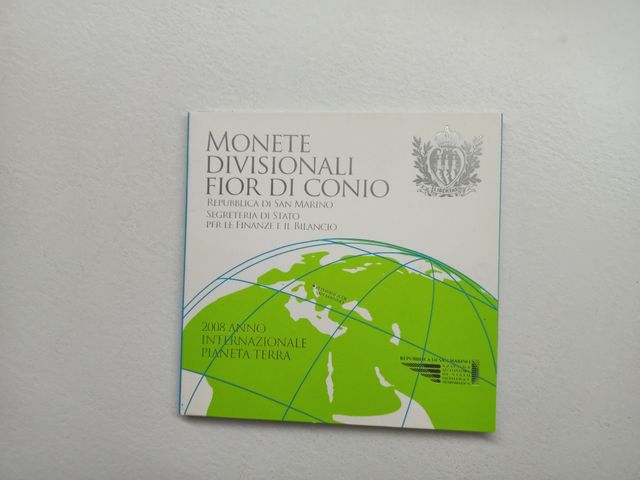 MONETE
DIVISIONALI
FIOR DI CONIO
REPUBBLICA DI SAN MARINO
SEGRETERIA DI STATO
PER LE FINANZE E IL BILANCIO
LIBERTAS
2008 ANNO
INTERNAZIONALE
PIANETA TERRA
REPUBBLICA DI SAN MARINO